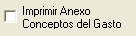 Imprimir Anexo
Conceptos del Gasto